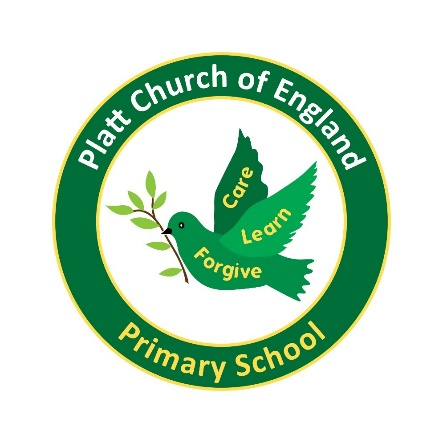 Platt Church of England
Care
Learn
Forgive
Primary School